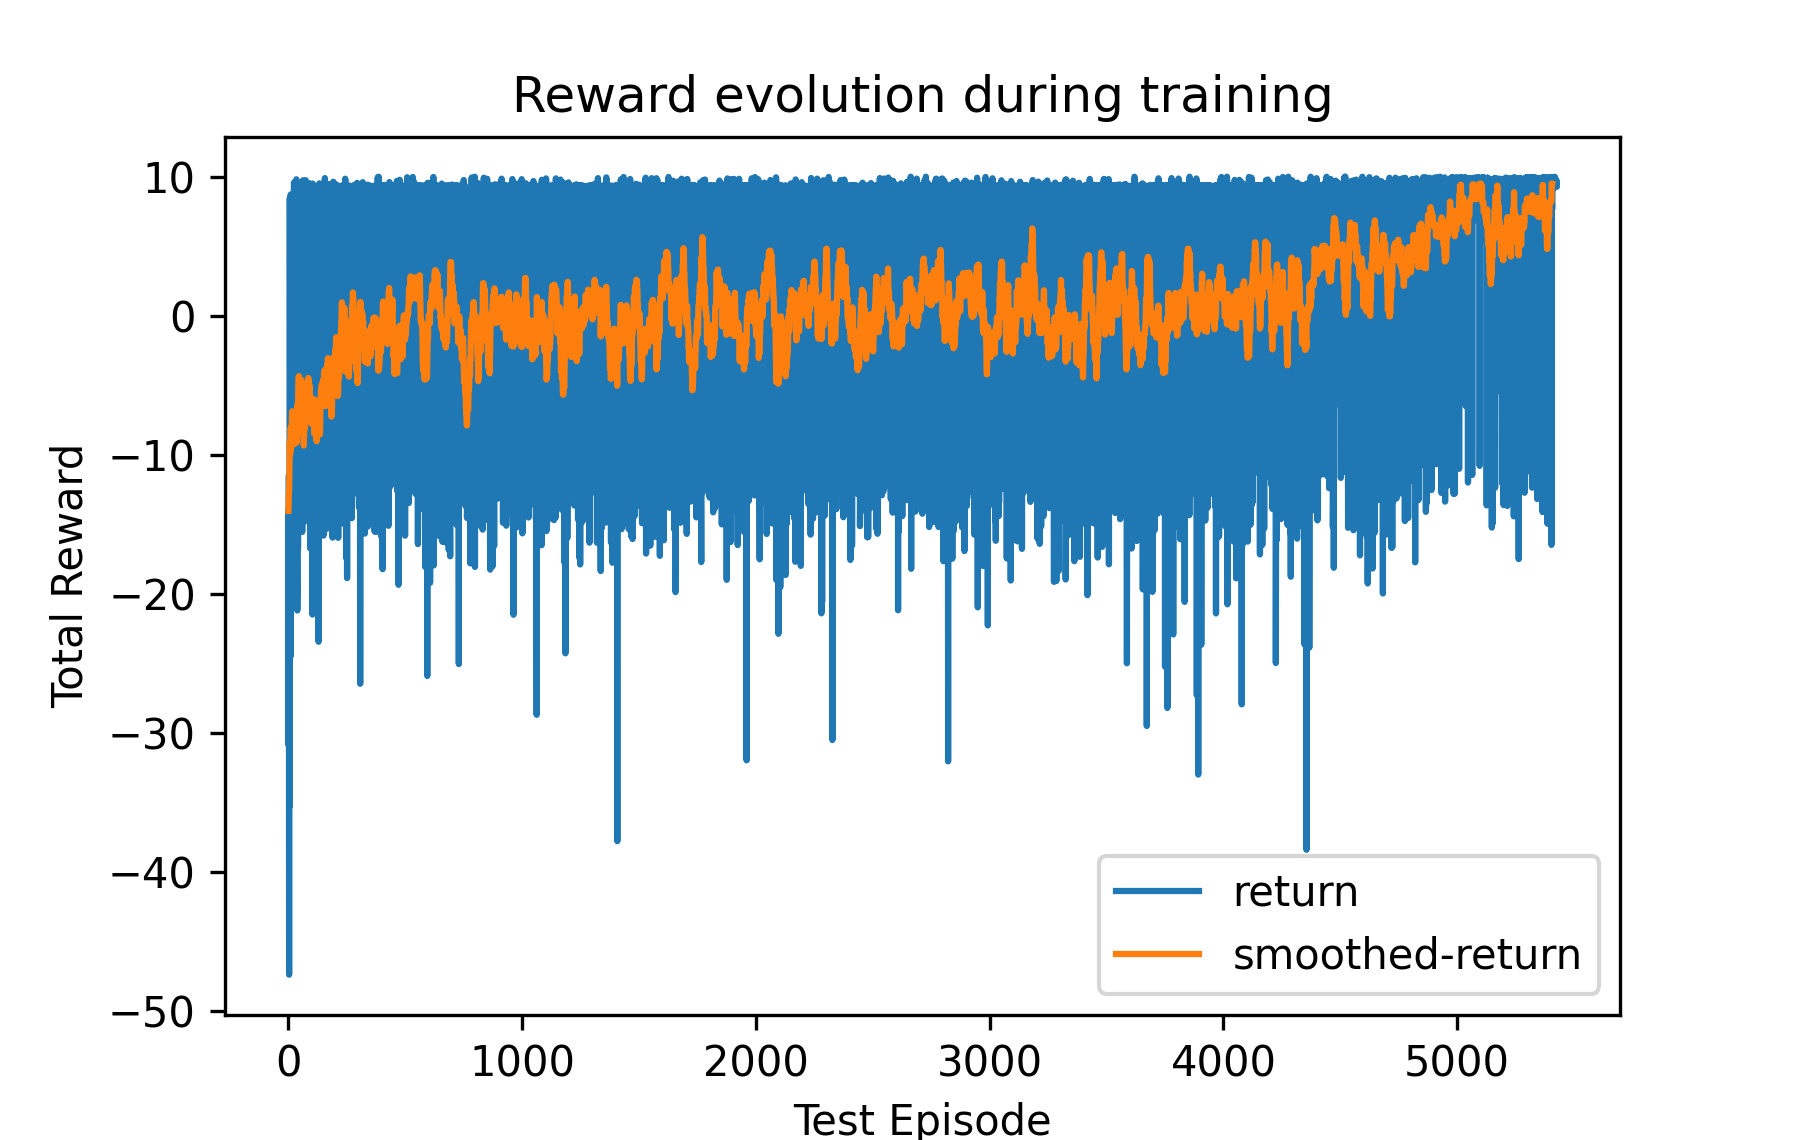 Reward evolution during training
Total Reward
10
0
−10
−20
−30
−40
−50
0 1000 2000 3000 4000 5000
Test Episode
return
smoothed-return